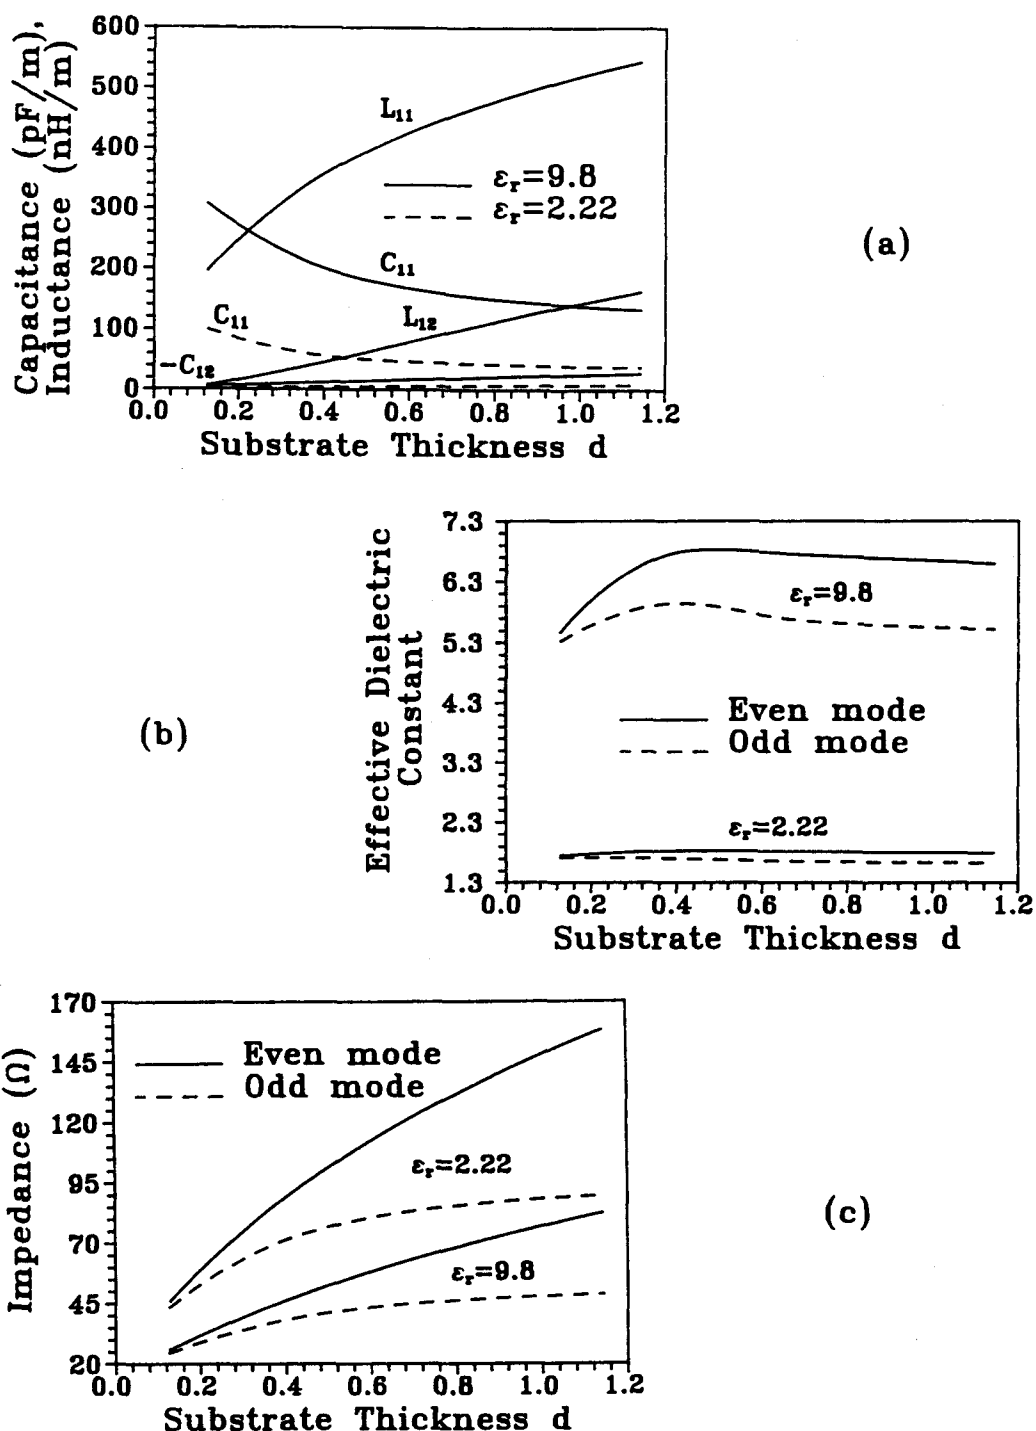 600
500
400
300
200
100
0
Capacitance (pF/m),
Inductance (nH/m)
L₁₁
εᵣ=9.8
εᵣ=2.22
C₁₁
L₁₂
C₁₁
-C₁₂
0.0 0.2 0.4 0.6 0.8 1.0 1.2
Substrate Thickness d
(a)
7.3
6.3
5.3
4.3
3.3
2.3
1.3
Effective Dielectric
Constant
εᵣ=9.8
Even mode
Odd mode
εᵣ=2.22
0.0 0.2 0.4 0.6 0.8 1.0 1.2
Substrate Thickness d
(b)
170
145
120
95
70
45
20
Impedance (Ω)
Even mode
Odd mode
εᵣ=2.22
εᵣ=9.8
0.0 0.2 0.4 0.6 0.8 1.0 1.2
Substrate Thickness d
(c)